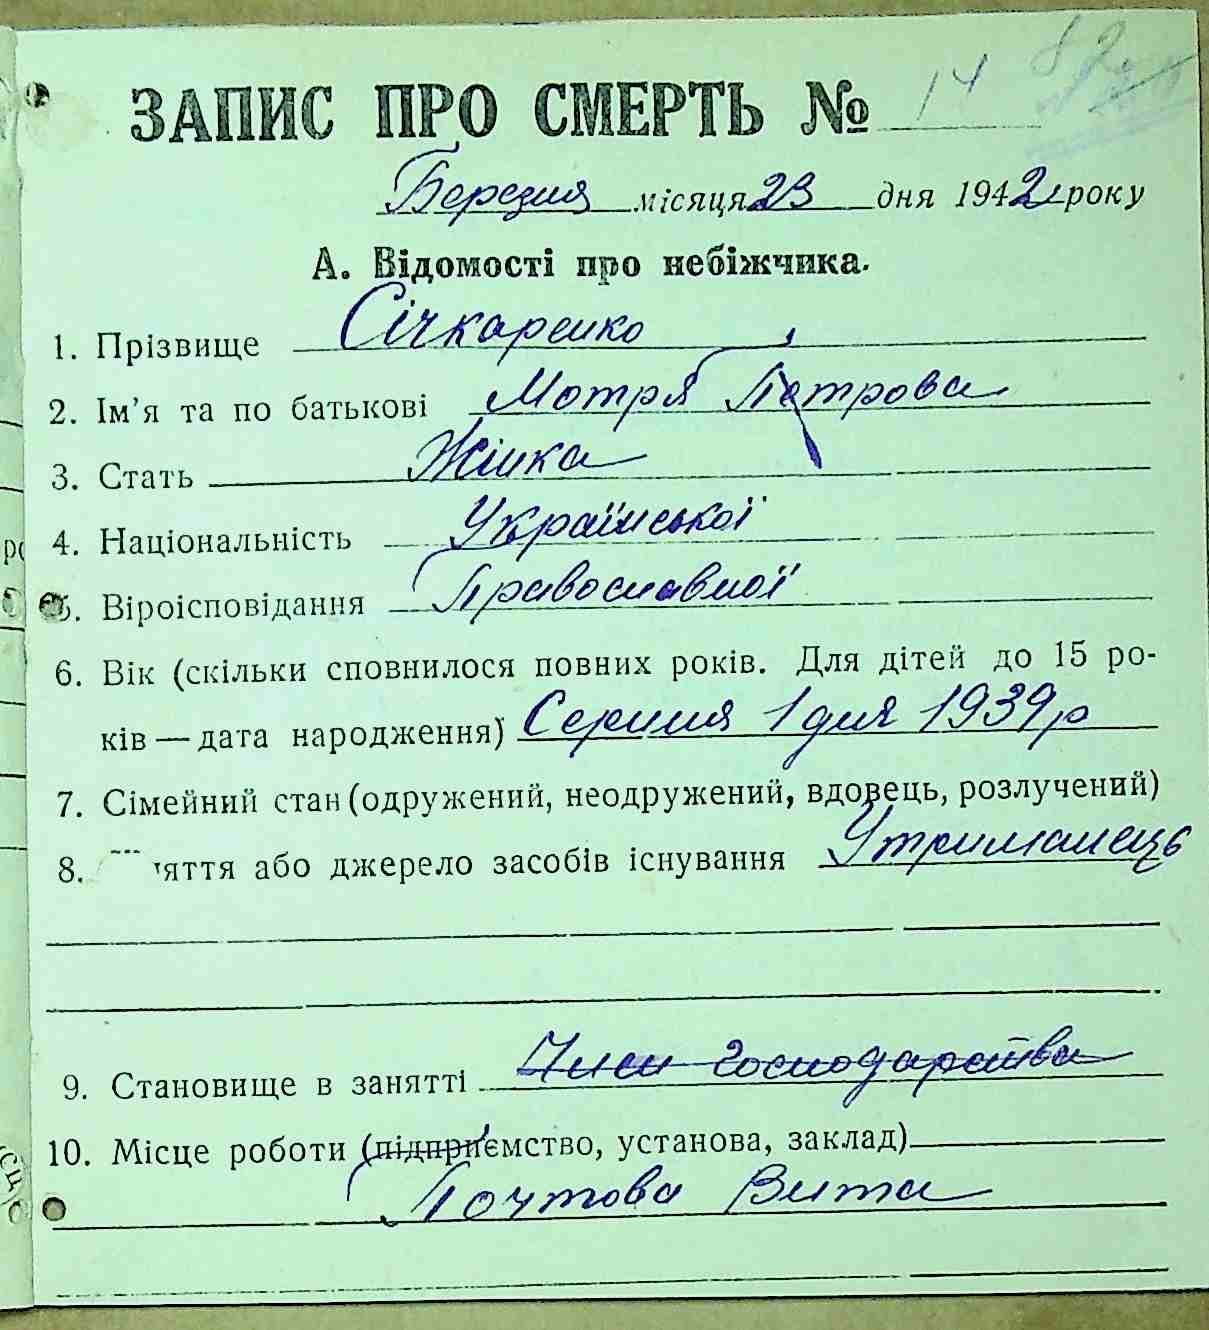 ЗАПИС ПРО СМЕРТЬ № 14
Березня місяця 23 дня 1942 року
А. Відомості про небіжчика.
1. Прізвище Січкаренко
2. Ім'я та по батькові Мотря Петрова
3. Стать Жінка
4. Національність Української
5. Віроісповідання Православної
6. Вік (скільки сповнилося повних років. Для дітей до 15 ро-
ків — дата народження) Серпня 1 дня 1939 р
7. Сімейний стан (одружений, неодружений, вдовець, розлучений)
8. яття або джерело засобів існування Утриманець
9. Становище в занятті Член господарства
10. Місце роботи (підприємство, установа, заклад)
Почтова Вита